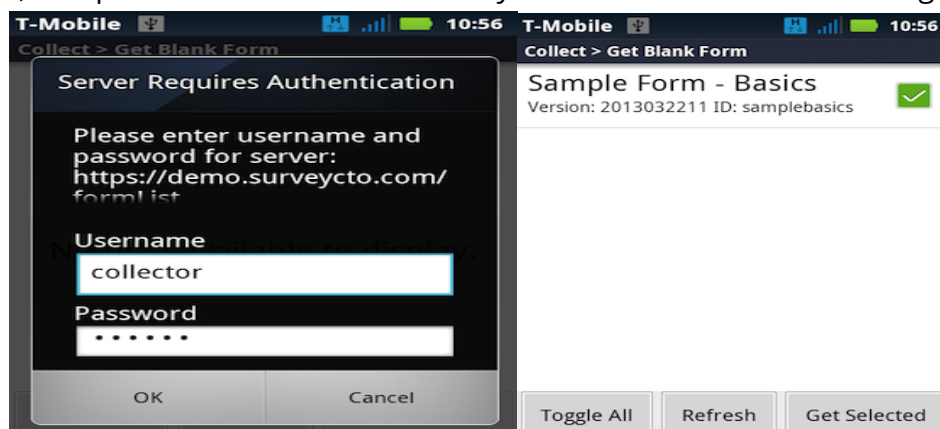 T-Mobile 10:56
Collect > Get Blank Form
Server Requires Authentication
Please enter username and
password for server:
https://demo.surveycto.com/
formList
Username
collector
Password
••••••
OK Cancel
T-Mobile 10:56
Collect > Get Blank Form
Sample Form - Basics
Version: 2013032211 ID: samplebasics
Toggle All Refresh Get Selected